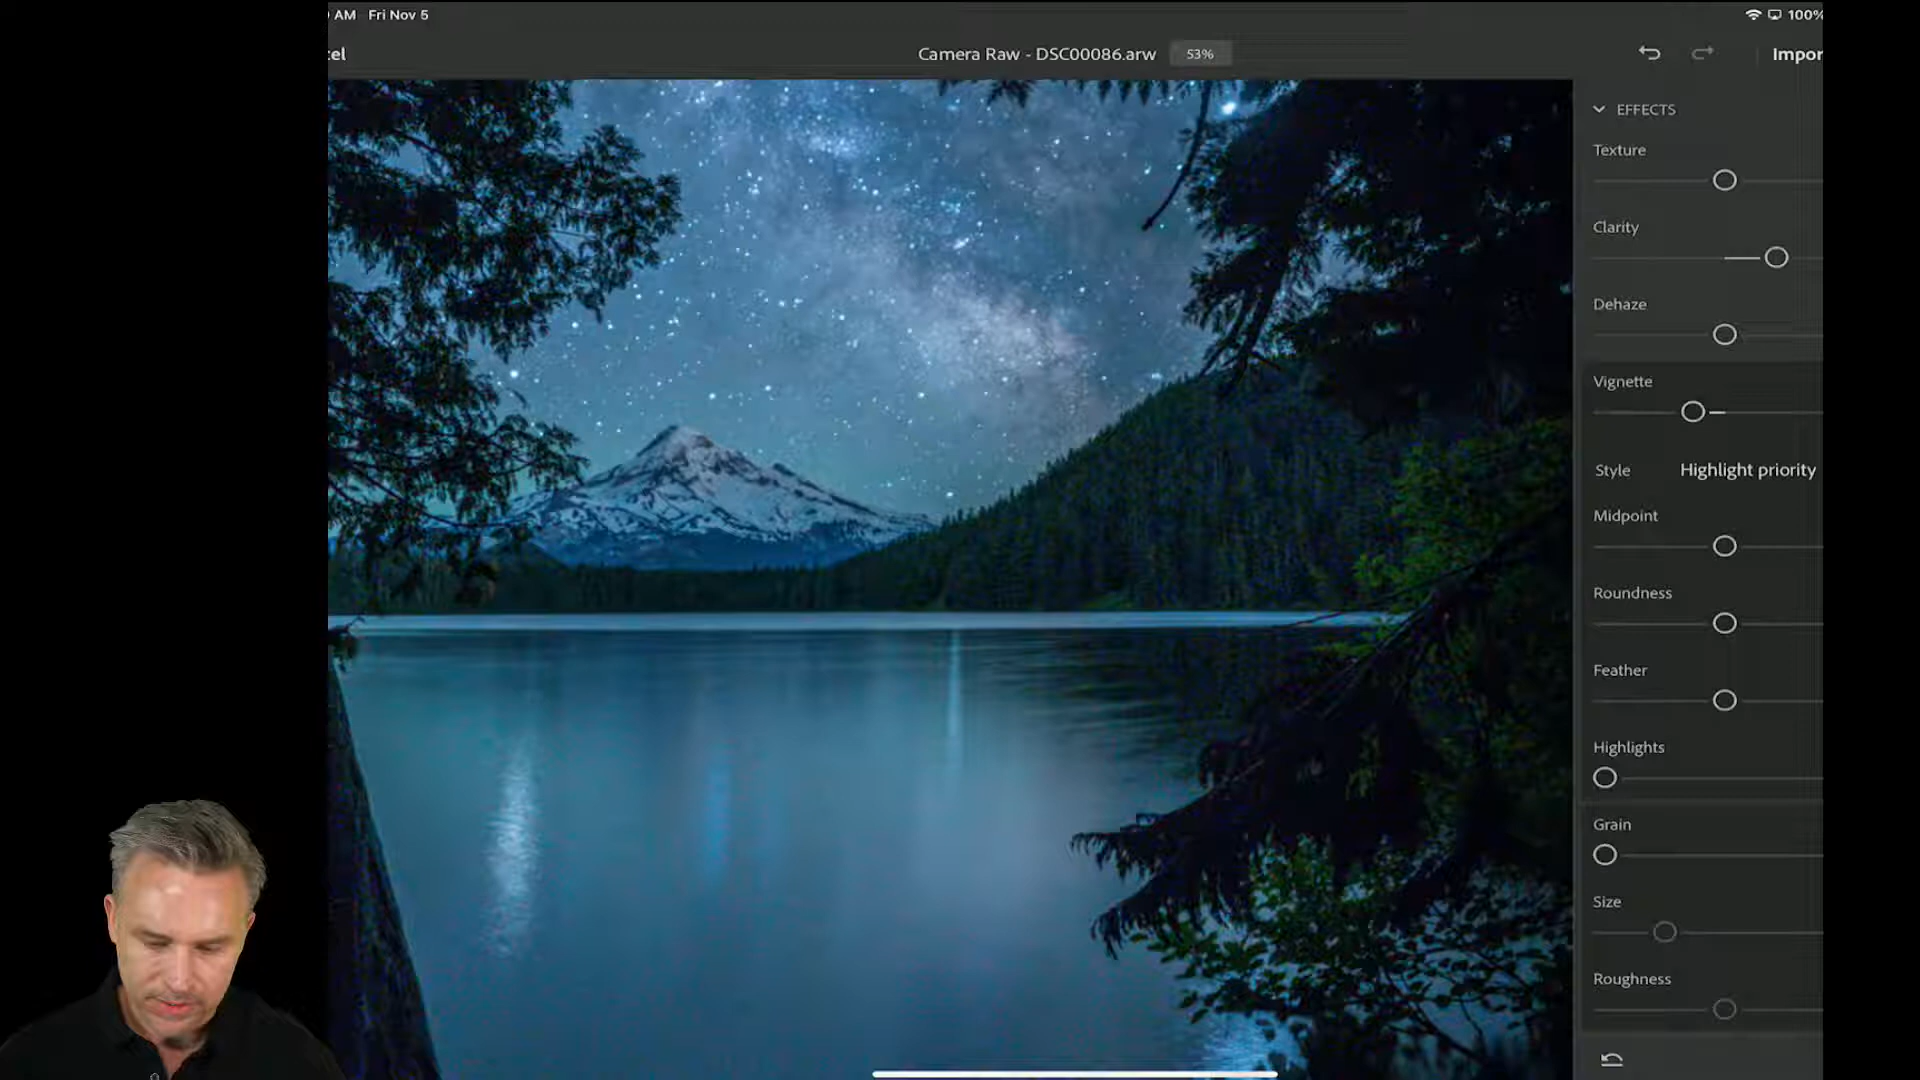 AM Fri Nov 5
100%
cel
Camera Raw - DSC00086.arw 53%
Impor
EFFECTS
Texture
Clarity
Dehaze
Vignette
Style Highlight priority
Midpoint
Roundness
Feather
Highlights
Grain
Size
Roughness